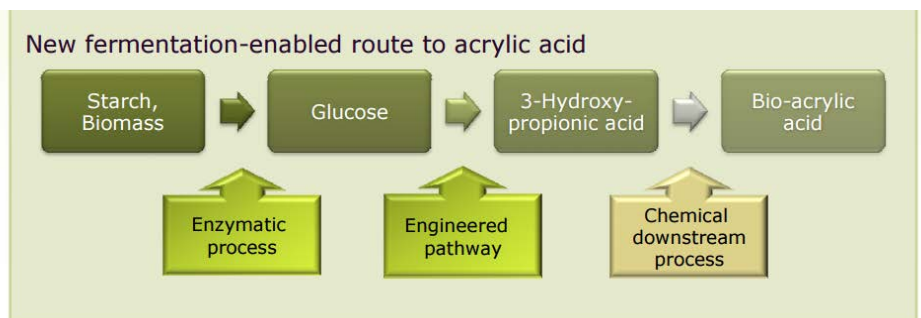 New fermentation-enabled route to acrylic acid
Starch,
Biomass
Glucose
3-Hydroxy-
propionic acid
Bio-acrylic
acid
Enzymatic
process
Engineered
pathway
Chemical
downstream
process